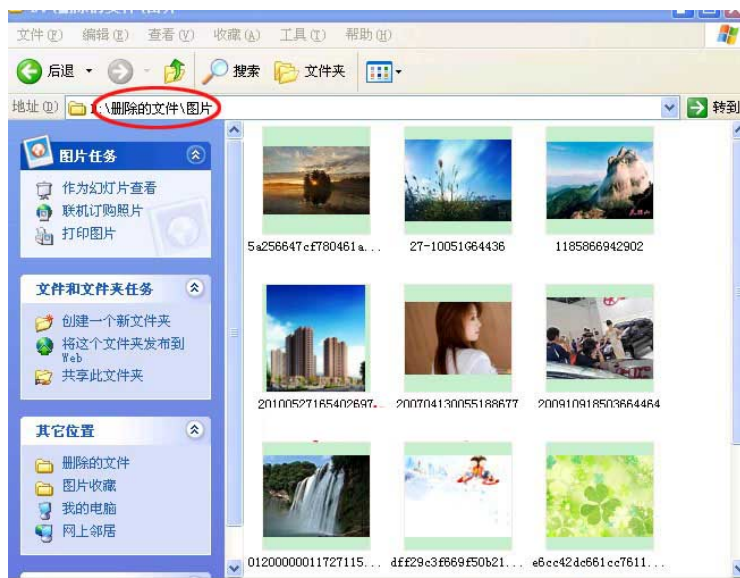 文件(F) 编辑(E) 查看(V) 收藏(A) 工具(T) 帮助(H)
后退 搜索 文件夹
地址(D) :\删除的文件\图片 转到
图片任务
作为幻灯片查看
联机订购照片
打印图片
5a256647cf780461a... 27-10051G64436 1185866942902
文件和文件夹任务
创建一个新文件夹
将这个文件夹发布到
Web
共享此文件夹
20100527165402697 200704130055188677 200910918503664464
其它位置
删除的文件
图片收藏
我的电脑
网上邻居
01200000011727115... dff29c3f669f50b21... e6cc42dc661cc7611...